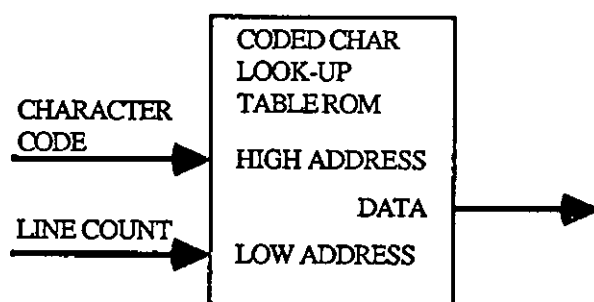 CODED CHAR
LOOK-UP
TABLE ROM
CHARACTER
CODE
HIGH ADDRESS
DATA
LINE COUNT
LOW ADDRESS